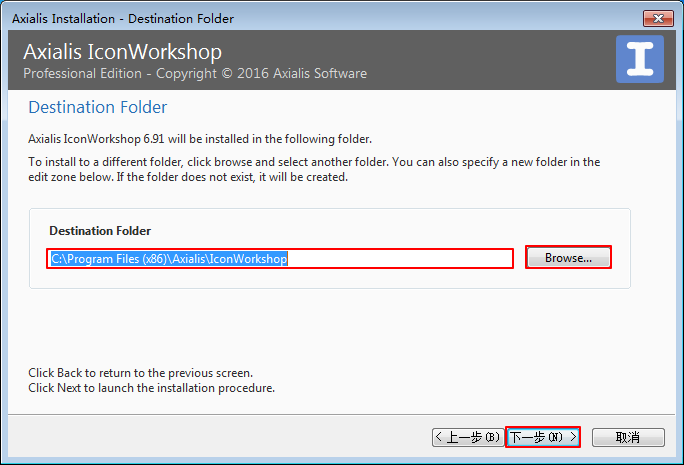 Axialis Installation - Destination Folder
Axialis IconWorkshop
Professional Edition - Copyright © 2016 Axialis Software
Destination Folder
Axialis IconWorkshop 6.91 will be installed in the following folder.
To install to a different folder, click browse and select another folder. You can also specify a new folder in the
edit zone below. If the folder does not exist, it will be created.
Destination Folder
C:\Program Files (x86)\Axialis\IconWorkshop
Browse...
Click Back to return to the previous screen.
Click Next to launch the installation procedure.
< 上一步(B) 下一步(N) > 取消